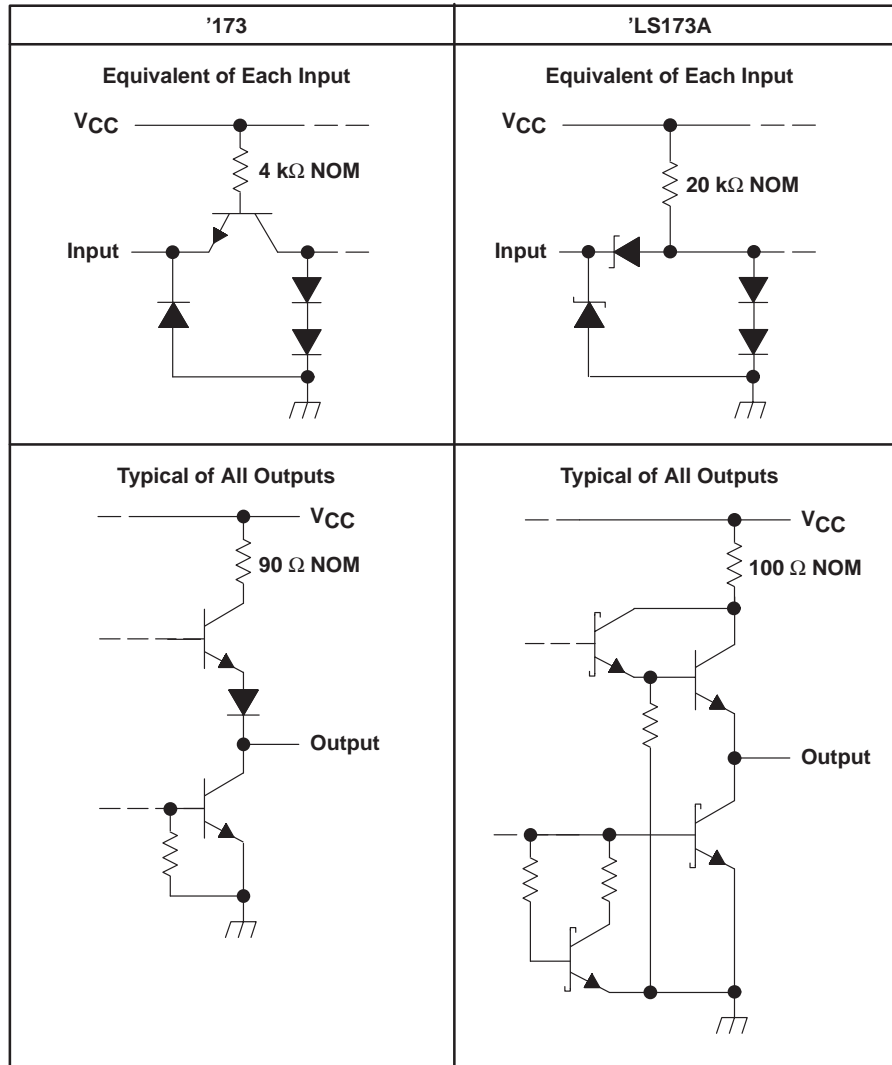 ’173
’LS173A
Equivalent of Each Input
VCC
4 kΩ NOM
Input
Equivalent of Each Input
VCC
20 kΩ NOM
Input
Typical of All Outputs
VCC
90 Ω NOM
Output
Typical of All Outputs
VCC
100 Ω NOM
Output